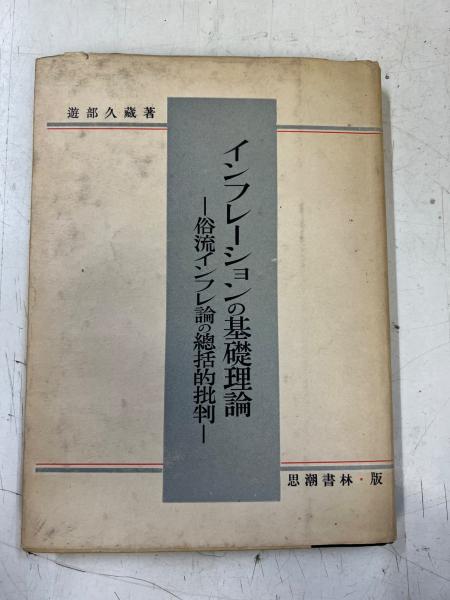 遊部久蔵著
インフレーションの基礎理論
―俗流インフレ論の總括的批判―
思潮書林・版